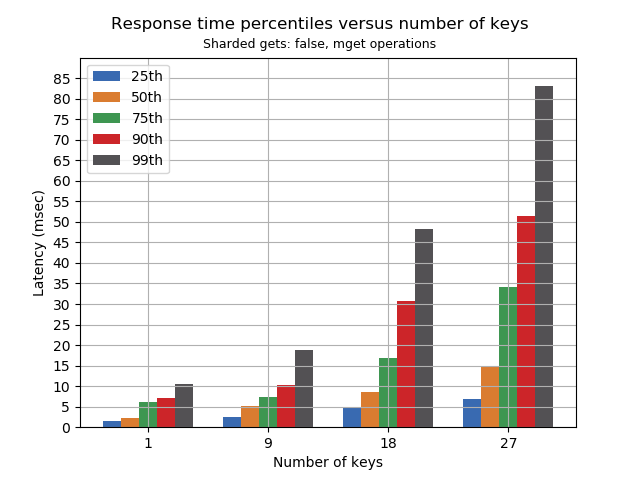 Response time percentiles versus number of keys
Sharded gets: false, mget operations
25th
50th
75th
90th
99th
Latency (msec)
85
80
75
70
65
60
55
50
45
40
35
30
25
20
15
10
5
0
1 9 18 27
Number of keys